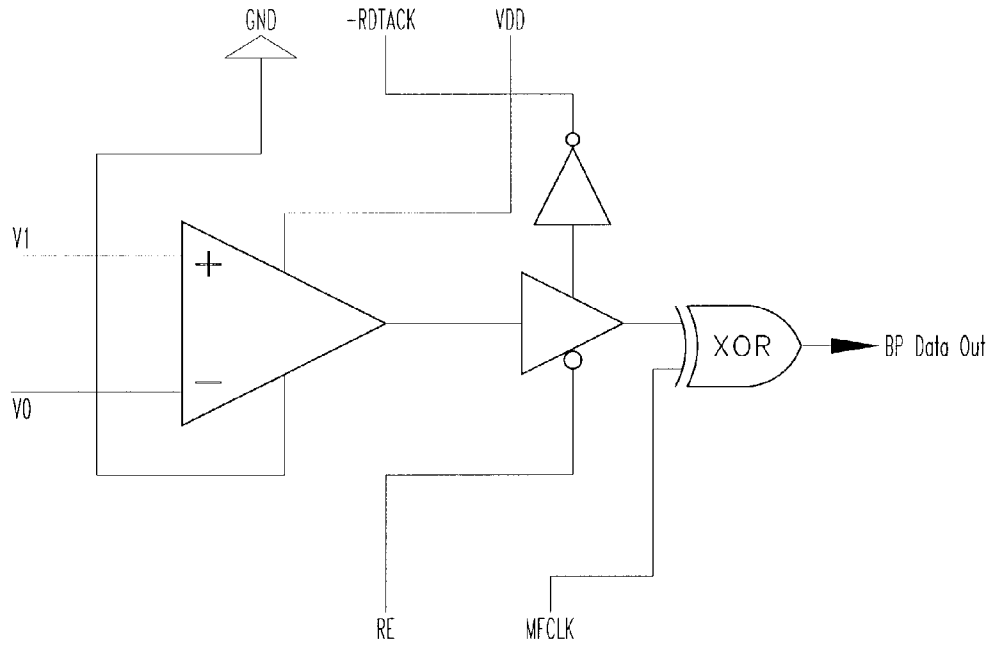 GND
-RDTACK
VDD
V1
+
XOR
BP Data Out
−
V0
RE
MFCLK